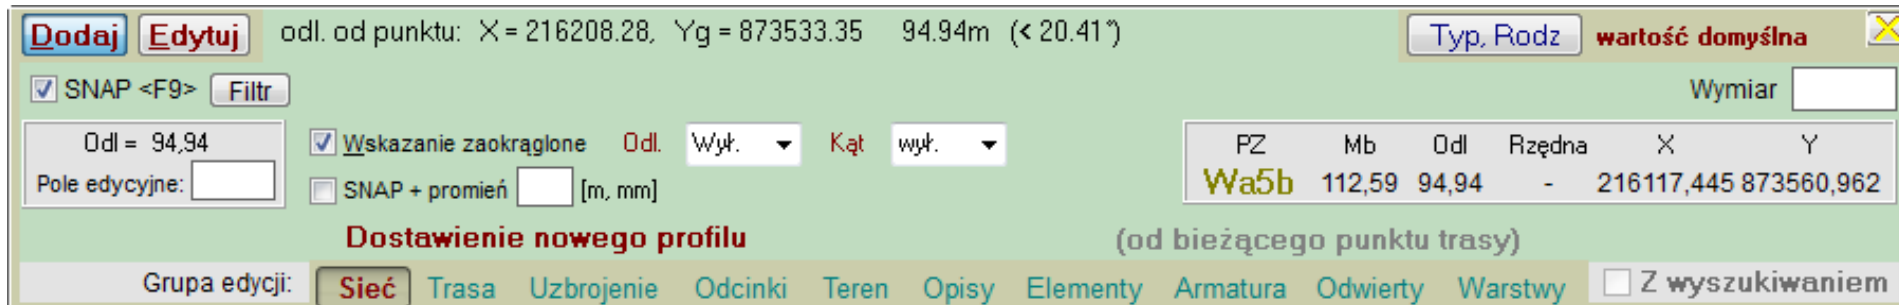 Dodaj Edytuj odl. od punktu: X = 216208.28, Yg = 873533.35 94.94m (< 20.41°) Typ, Rodz wartość domyślna
SNAP <F9> Filtr Wymiar
Odl = 94,94 Wskazanie zaokrąglone Odl. Wył. Kąt wył. PZ Mb Odl Rzędna X Y
Pole edycyjne: SNAP + promień [m, mm] Wa5b 112,59 94,94 - 216117,445 873560,962
Dostawienie nowego profilu (od bieżącego punktu trasy)
Grupa edycji: Sieć Trasa Uzbrojenie Odcinki Teren Opisy Elementy Armatura Odwierty Warstwy Z wyszukiwaniem